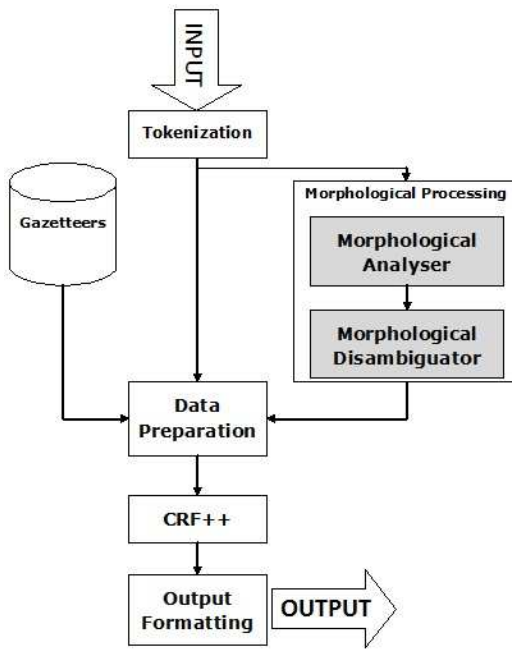 INPUT
Tokenization
Gazetteers
Morphological Processing
Morphological
Analyser
Morphological
Disambiguator
Data
Preparation
CRF++
Output
Formatting
OUTPUT